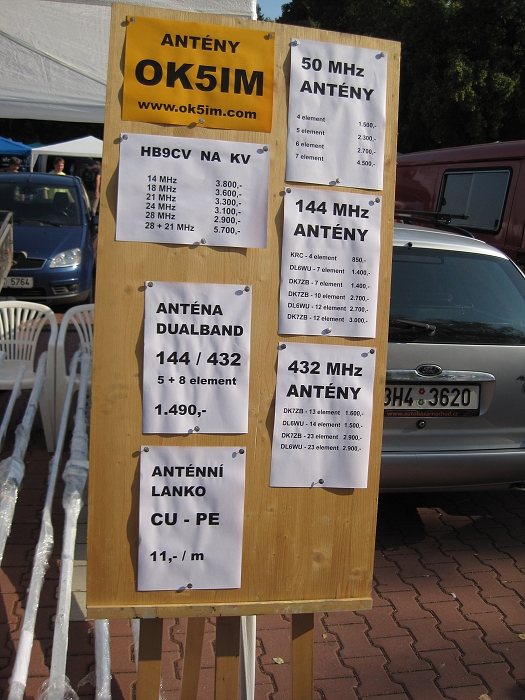 ANTÉNY
OK5IM
www.ok5im.com
HB9CV NA KV
14 MHz 3.800,-
18 MHz 3.600,-
21 MHz 3.300,-
24 MHz 3.100,-
28 MHz 2.900,-
28 + 21 MHz 5.700,-
ANTÉNA
DUALBAND
144 / 432
5 + 8 element
1.490,-
ANTÉNNÍ
LANKO
CU - PE
11,- / m
50 MHz
ANTÉNY
4 element 1.500,-
5 element 2.300,-
6 element 2.700,-
7 element 4.500,-
144 MHz
ANTÉNY
KRC - 4 element 850,-
DL6WU - 7 element 1.400,-
DK7ZB - 7 element 1.400,-
DK7ZB - 10 element 2.700,-
DL6WU - 12 element 2.700,-
DK7ZB - 12 element 3.000,-
432 MHz
ANTÉNY
DK7ZB - 13 element 1.600,-
DL6WU - 14 element 1.500,-
DK7ZB - 23 element 2.900,-
DL6WU - 23 element 2.900,-
3H4 3620
5764